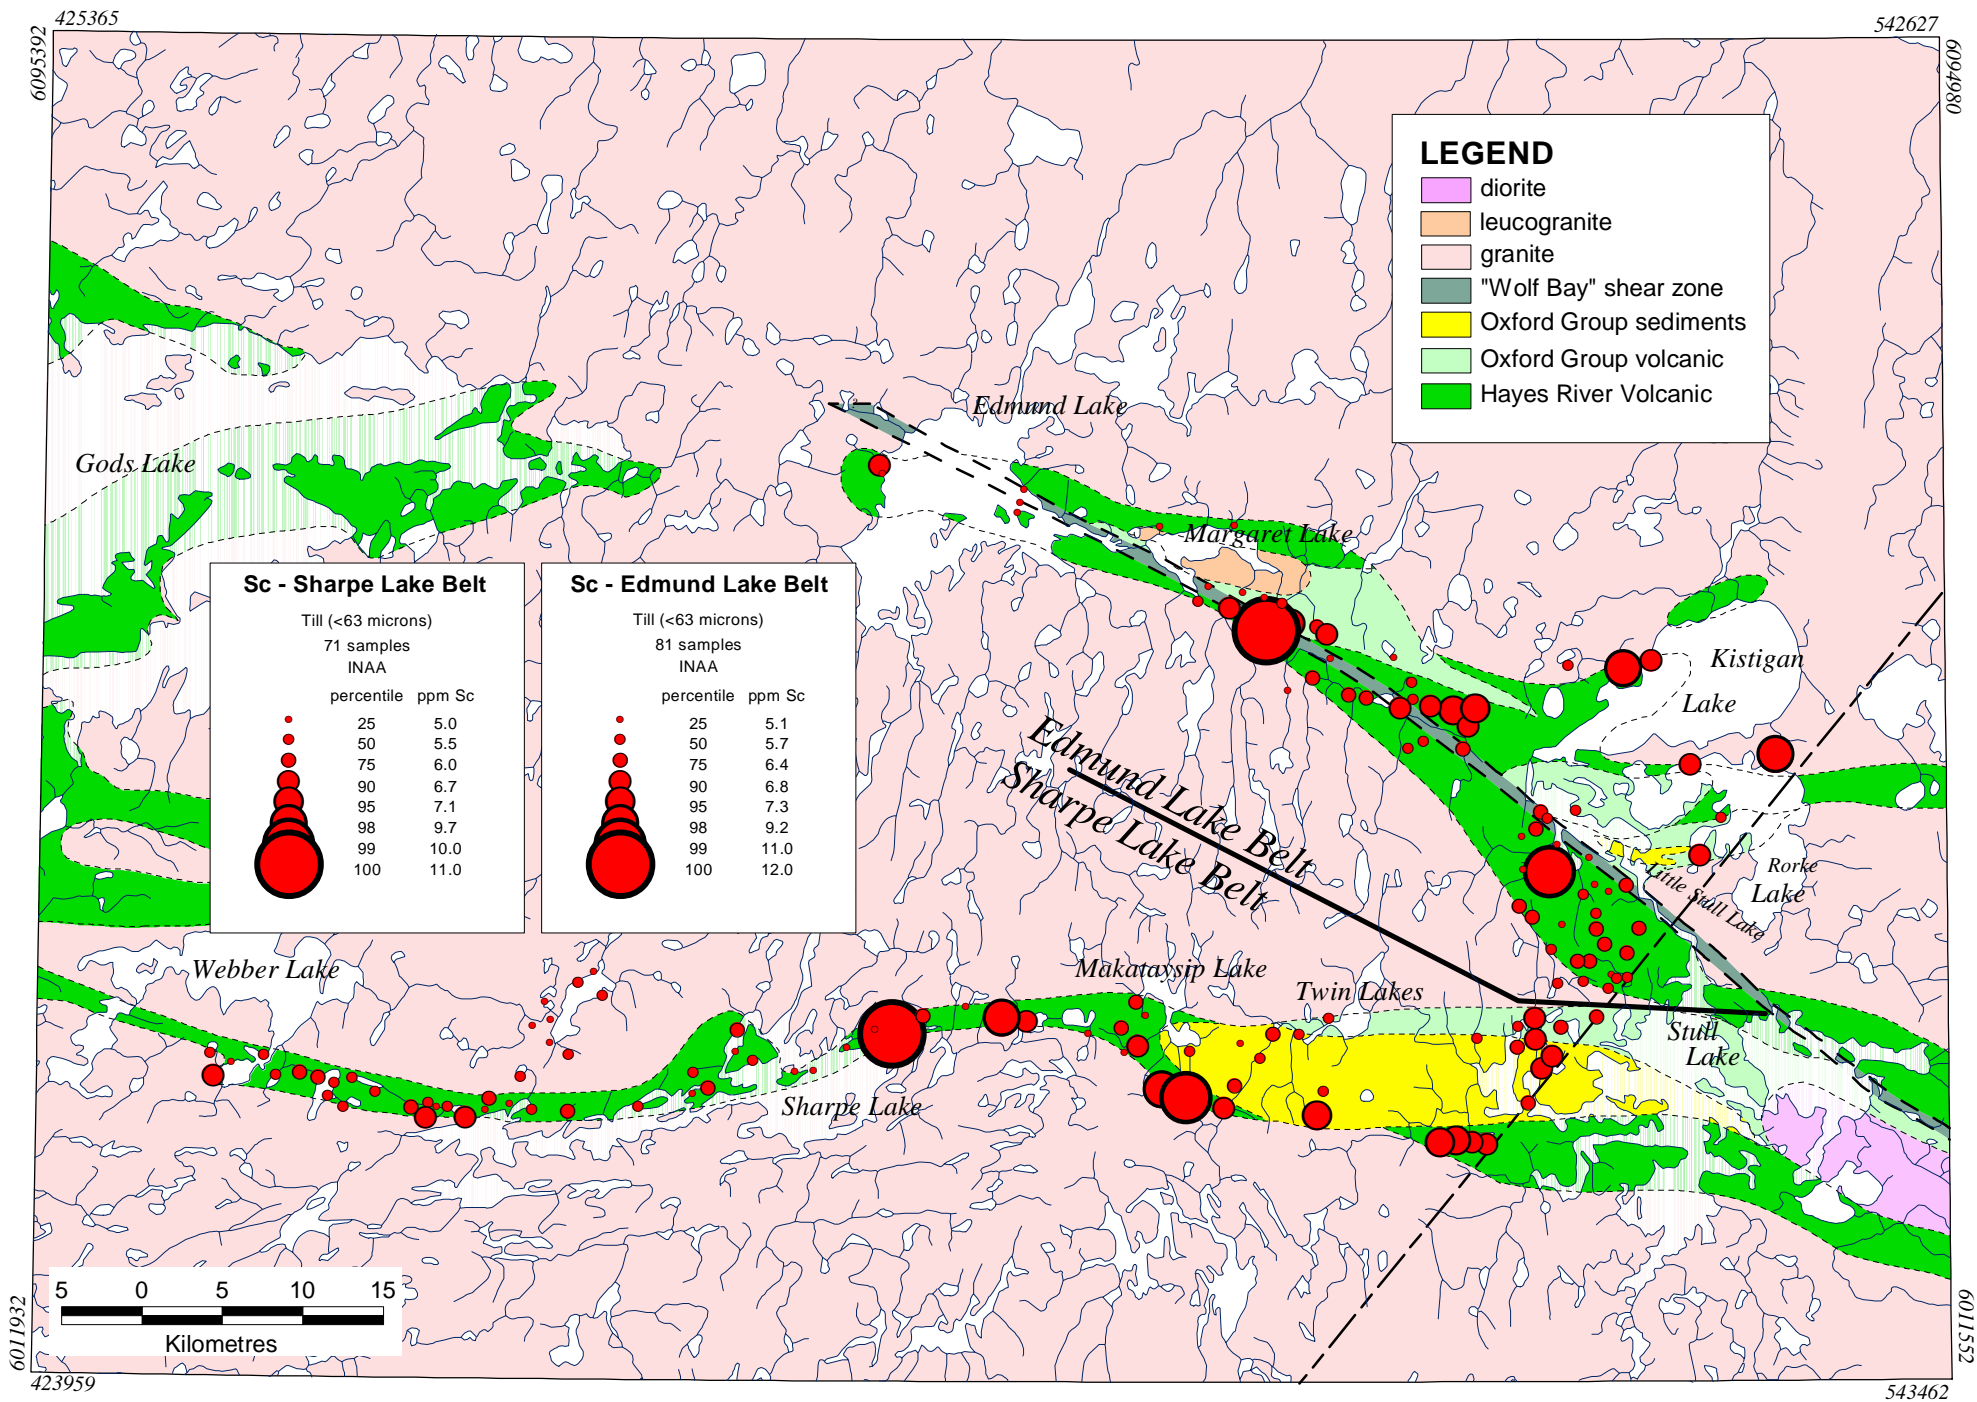 425365
542627
6095392
6094980
LEGEND
diorite
leucogranite
granite
"Wolf Bay" shear zone
Oxford Group sediments
Oxford Group volcanic
Hayes River Volcanic
Edmund Lake
Gods Lake
Margaret Lake
Kistigan
Lake
Sc - Sharpe Lake Belt
Till (<63 microns)
71 samples
INAA
percentile ppm Sc
25 5.0
50 5.5
75 6.0
90 6.7
95 7.1
98 9.7
99 10.0
100 11.0
Sc - Edmund Lake Belt
Till (<63 microns)
81 samples
INAA
percentile ppm Sc
25 5.1
50 5.7
75 6.4
90 6.8
95 7.3
98 9.2
99 11.0
100 12.0
Edmund Lake Belt
Sharpe Lake Belt
Rorke
Lake
Little Stull Lake
Webber Lake
Makataysip Lake
Twin Lakes
Stull
Lake
Sharpe Lake
5 0 5 10 15
Kilometres
6011932
6011552
423959
543462